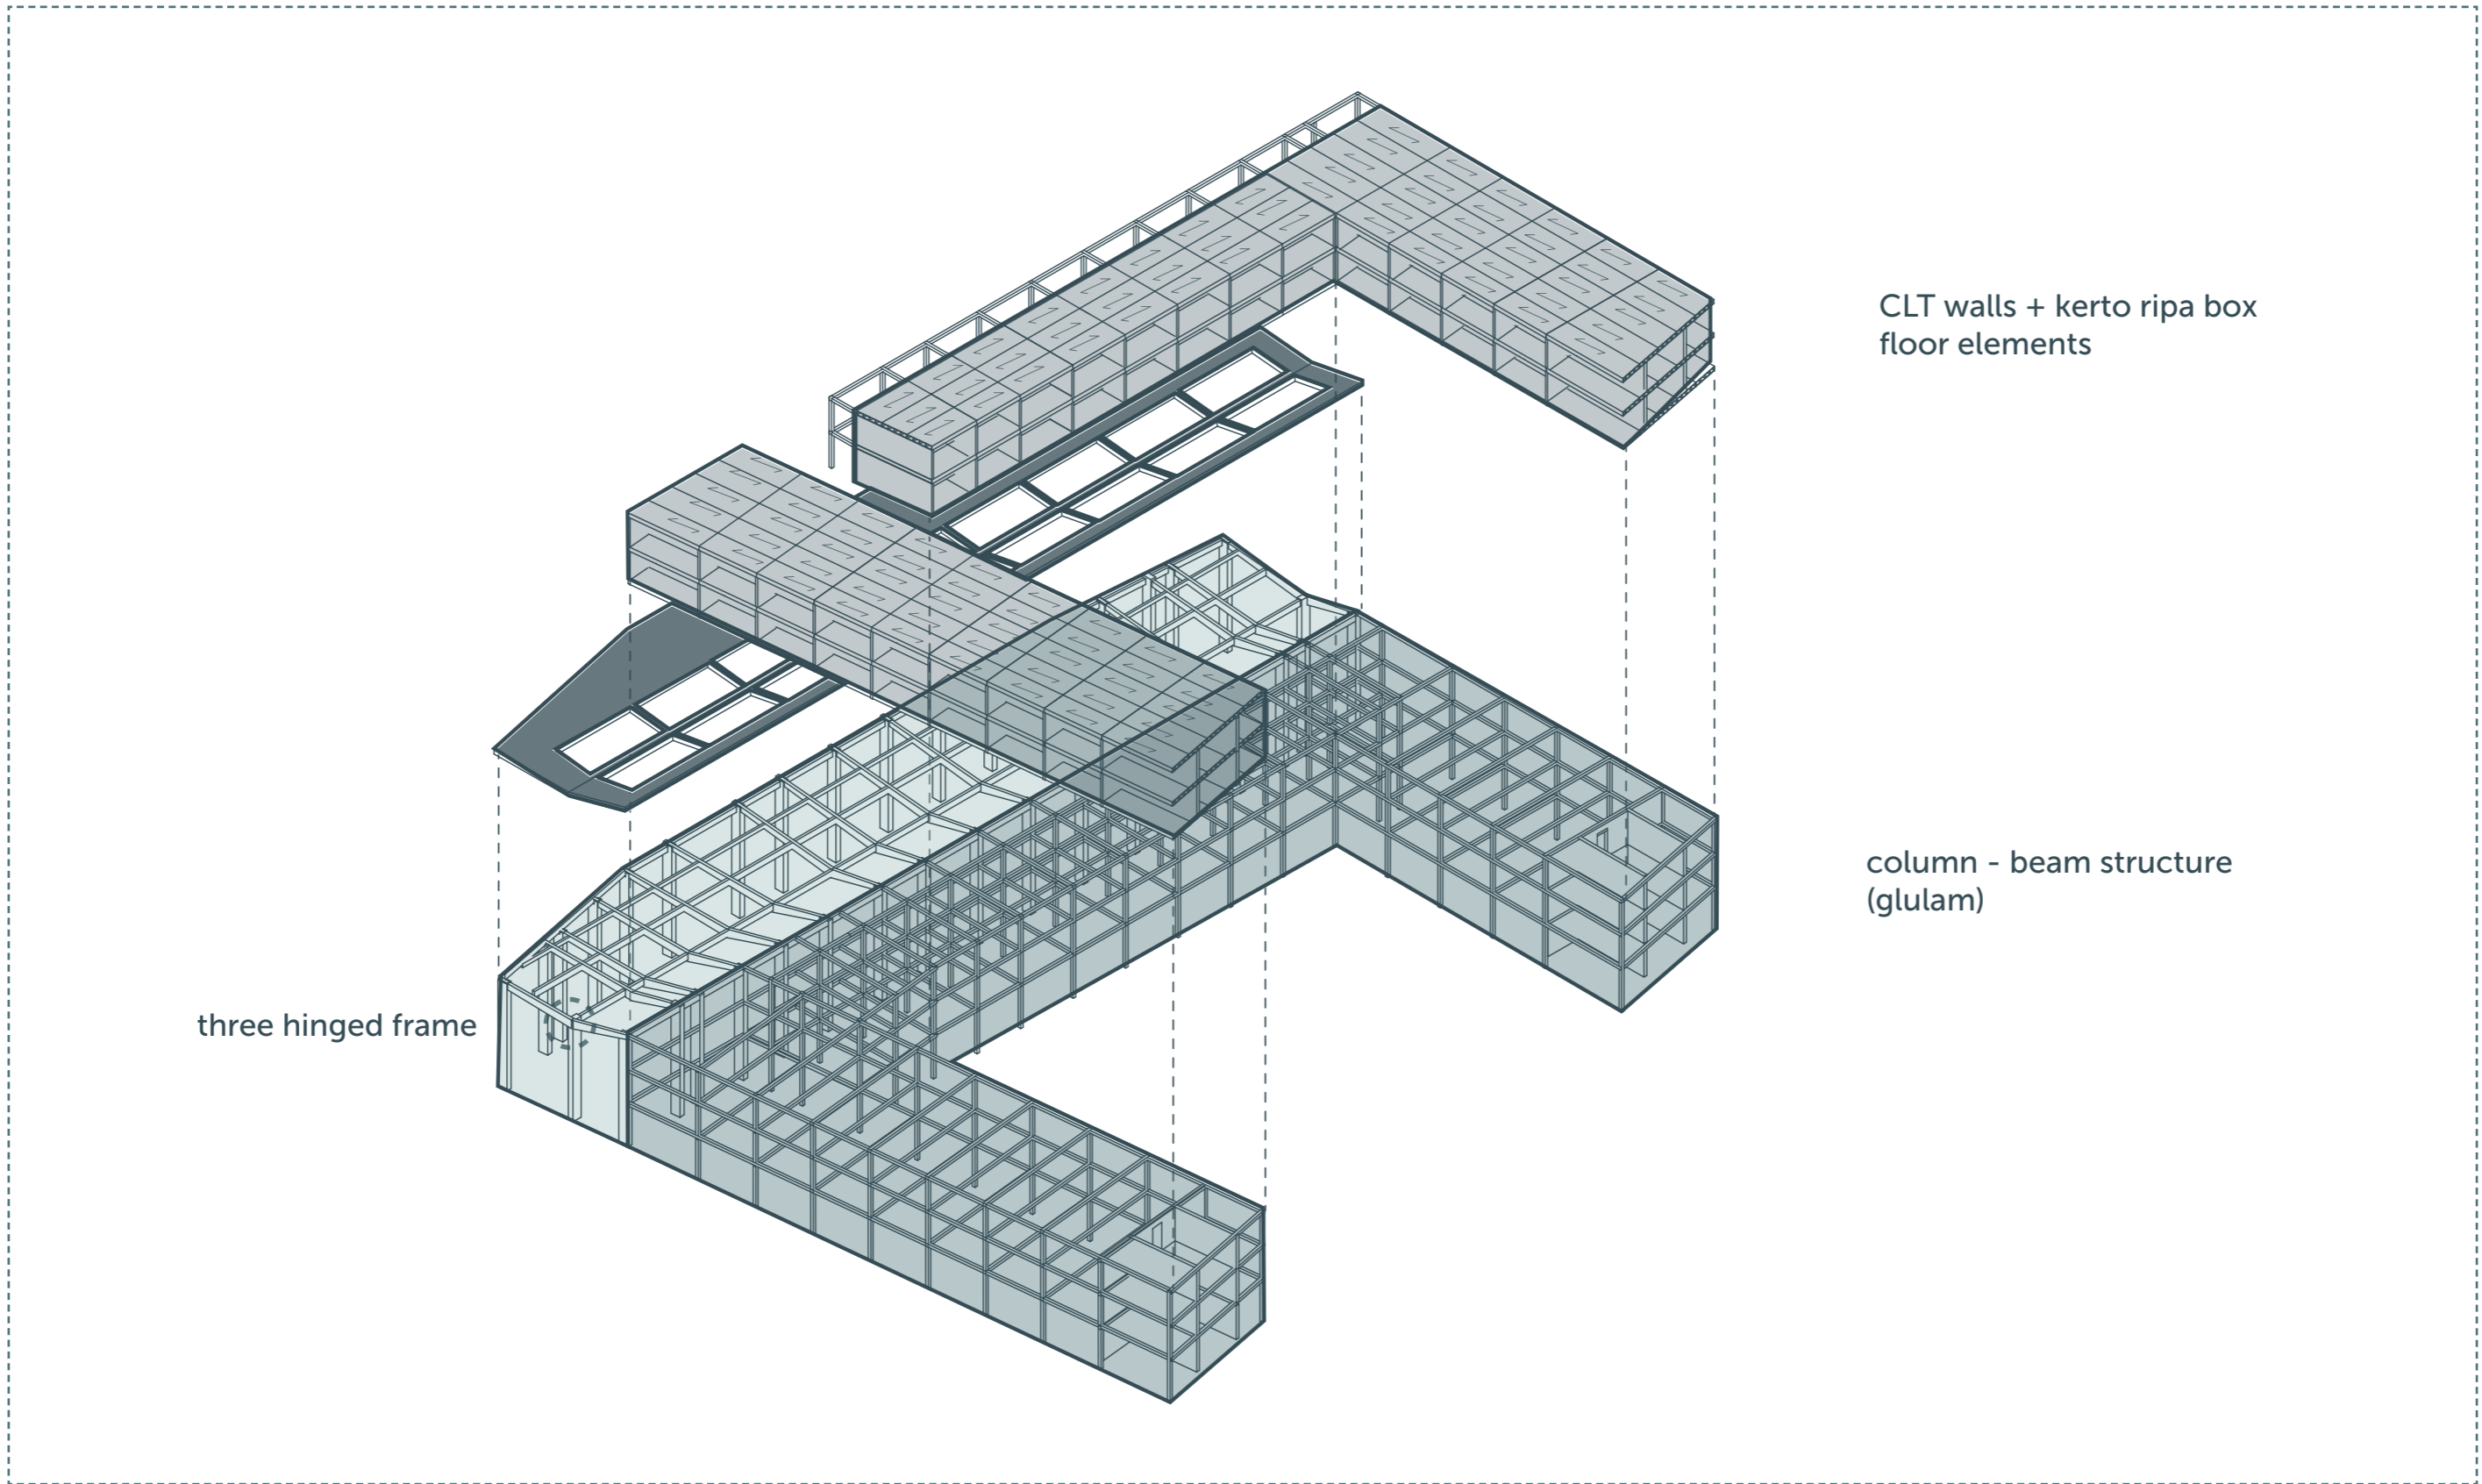 CLT walls + kerto ripa box
floor elements
column - beam structure
(glulam)
three hinged frame